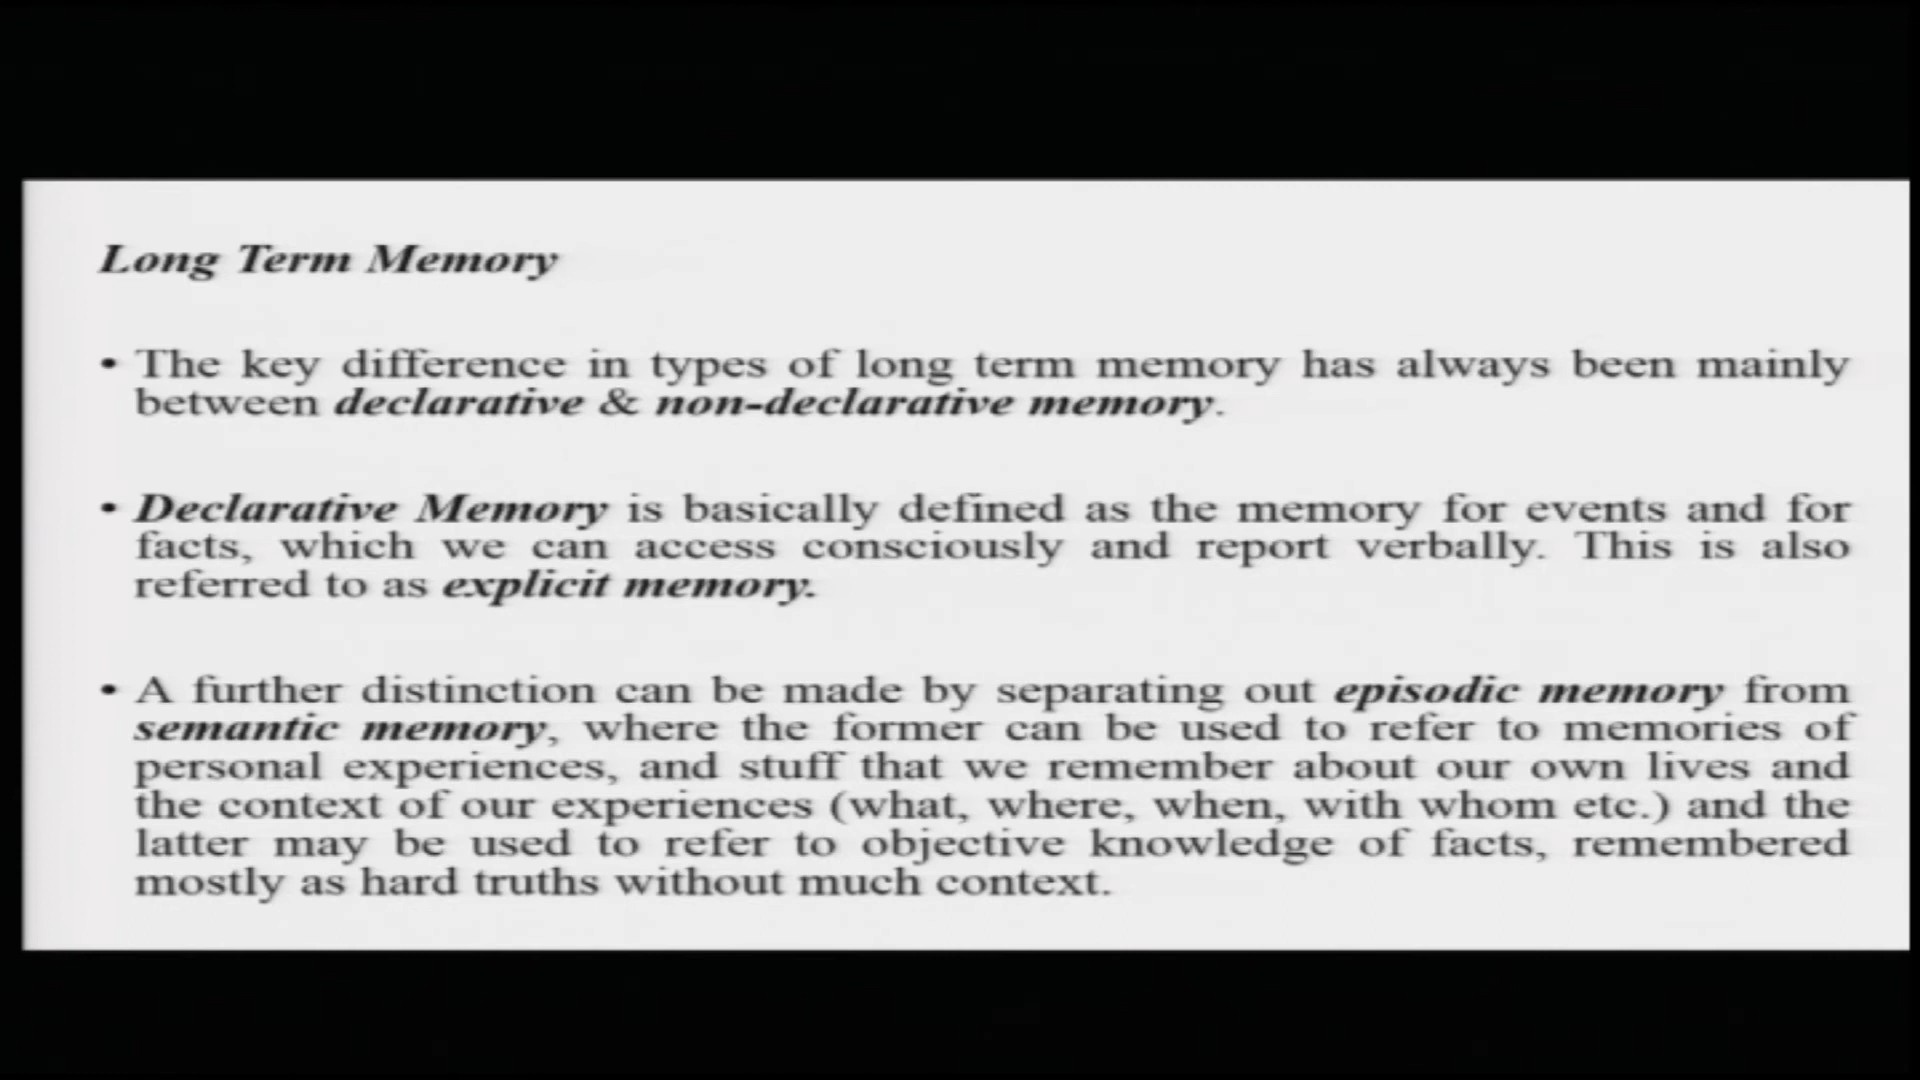 Long Term Memory
• The key difference in types of long term memory has always been mainly
between declarative & non-declarative memory.
• Declarative Memory is basically defined as the memory for events and for
facts, which we can access consciously and report verbally. This is also
referred to as explicit memory.
• A further distinction can be made by separating out episodic memory from
semantic memory, where the former can be used to refer to memories of
personal experiences, and stuff that we remember about our own lives and
the context of our experiences (what, where, when, with whom etc.) and the
latter may be used to refer to objective knowledge of facts, remembered
mostly as hard truths without much context.